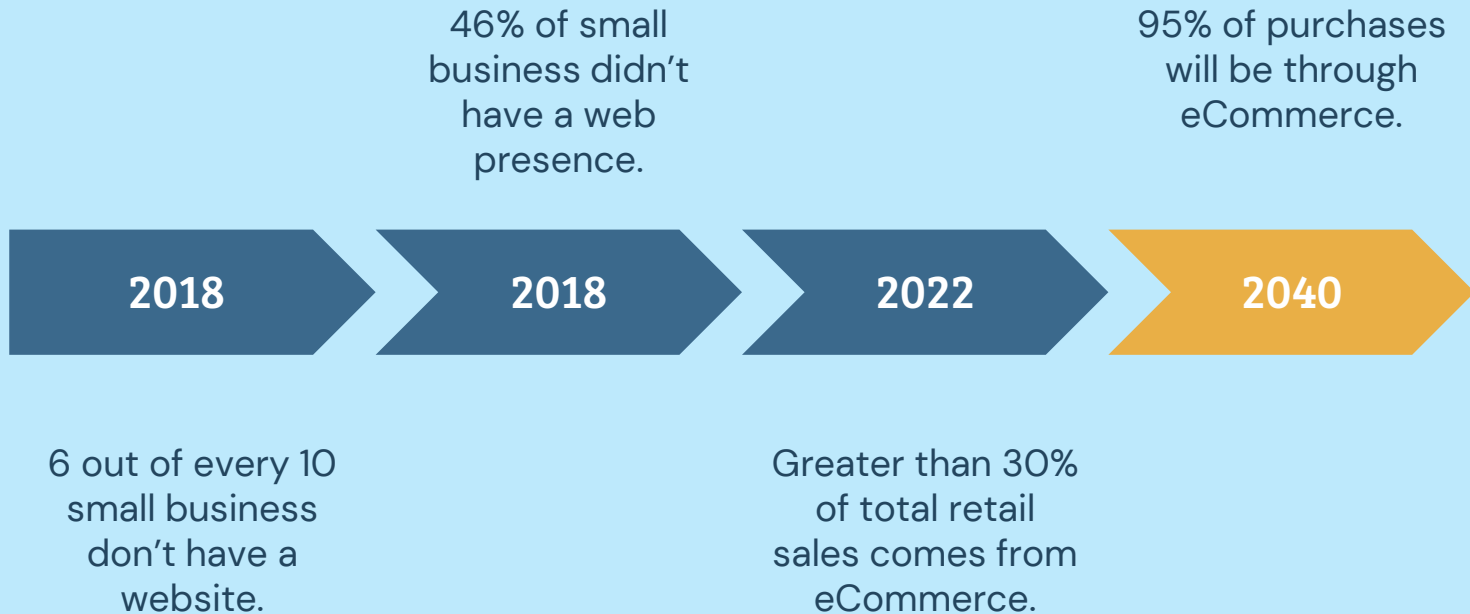 46% of small
business didn’t
have a web
presence.
95% of purchases
will be through
eCommerce.
2018
2018
2022
2040
6 out of every 10
small business
don’t have a
website.
Greater than 30%
of total retail
sales comes from
eCommerce.